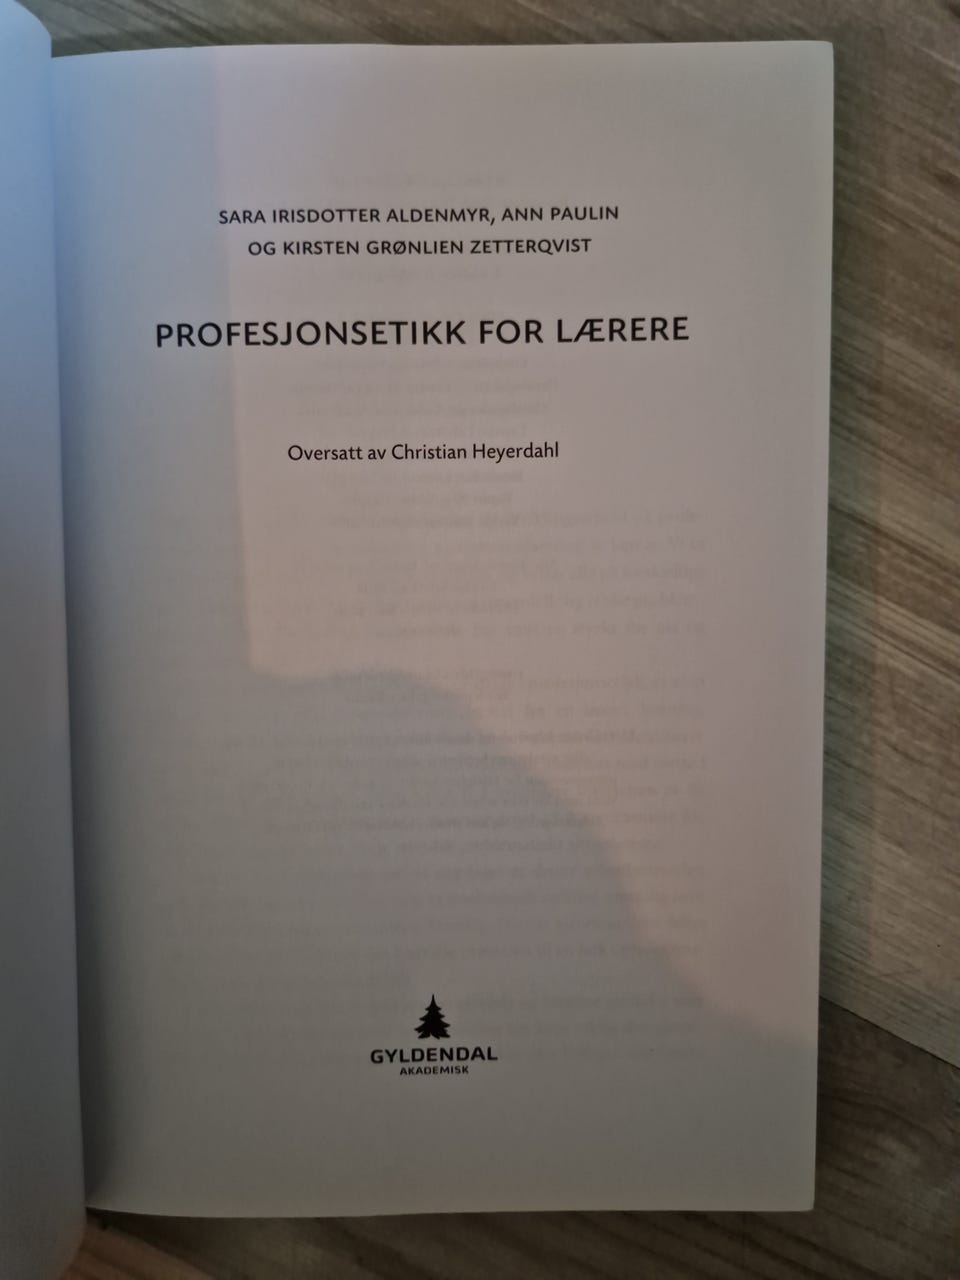 SARA IRISDOTTER ALDENMYR, ANN PAULIN
OG KIRSTEN GRØNLIEN ZETTERQVIST
PROFESJONSETIKK FOR LÆRERE
Oversatt av Christian Heyerdahl
GYLDENDAL
AKADEMISK